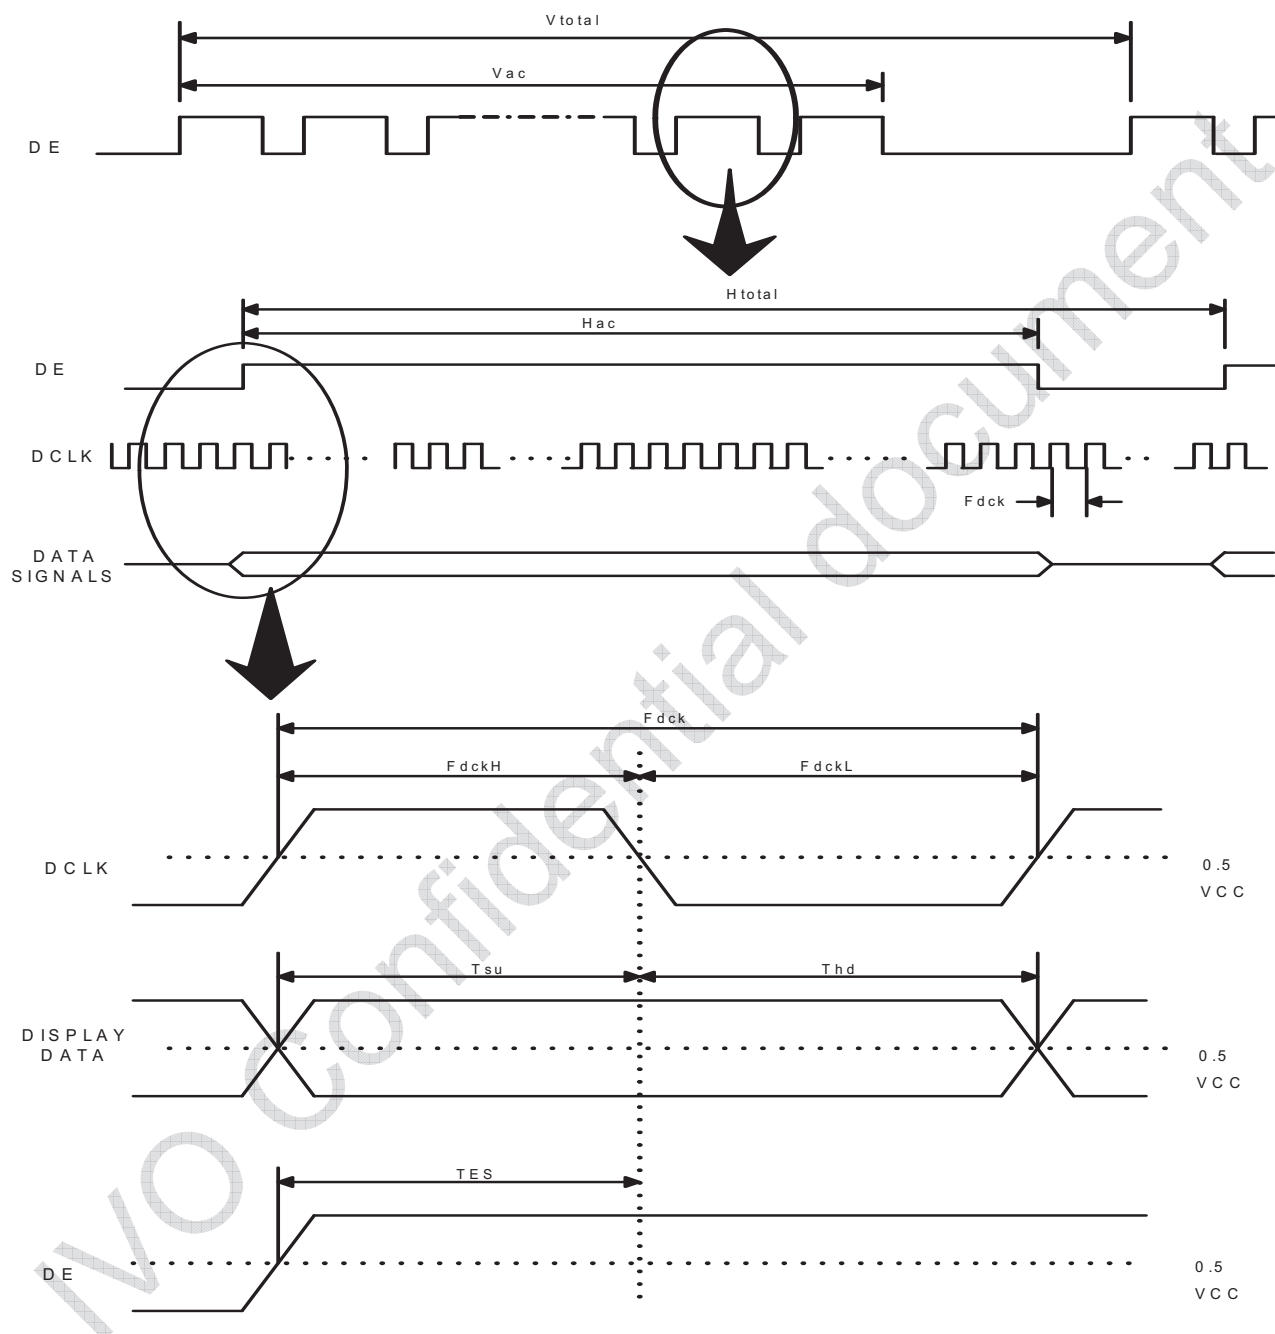 Vtotal
Vac
DE
Htotal
Hac
DE
DCLK
Fdck
DATA
SIGNALS
Fdck
FdckH
FdckL
DCLK
0.5
VCC
Tsu
Thd
DISPLAY
DATA
0.5
VCC
TES
DE
0.5
VCC
IVO Confidential document